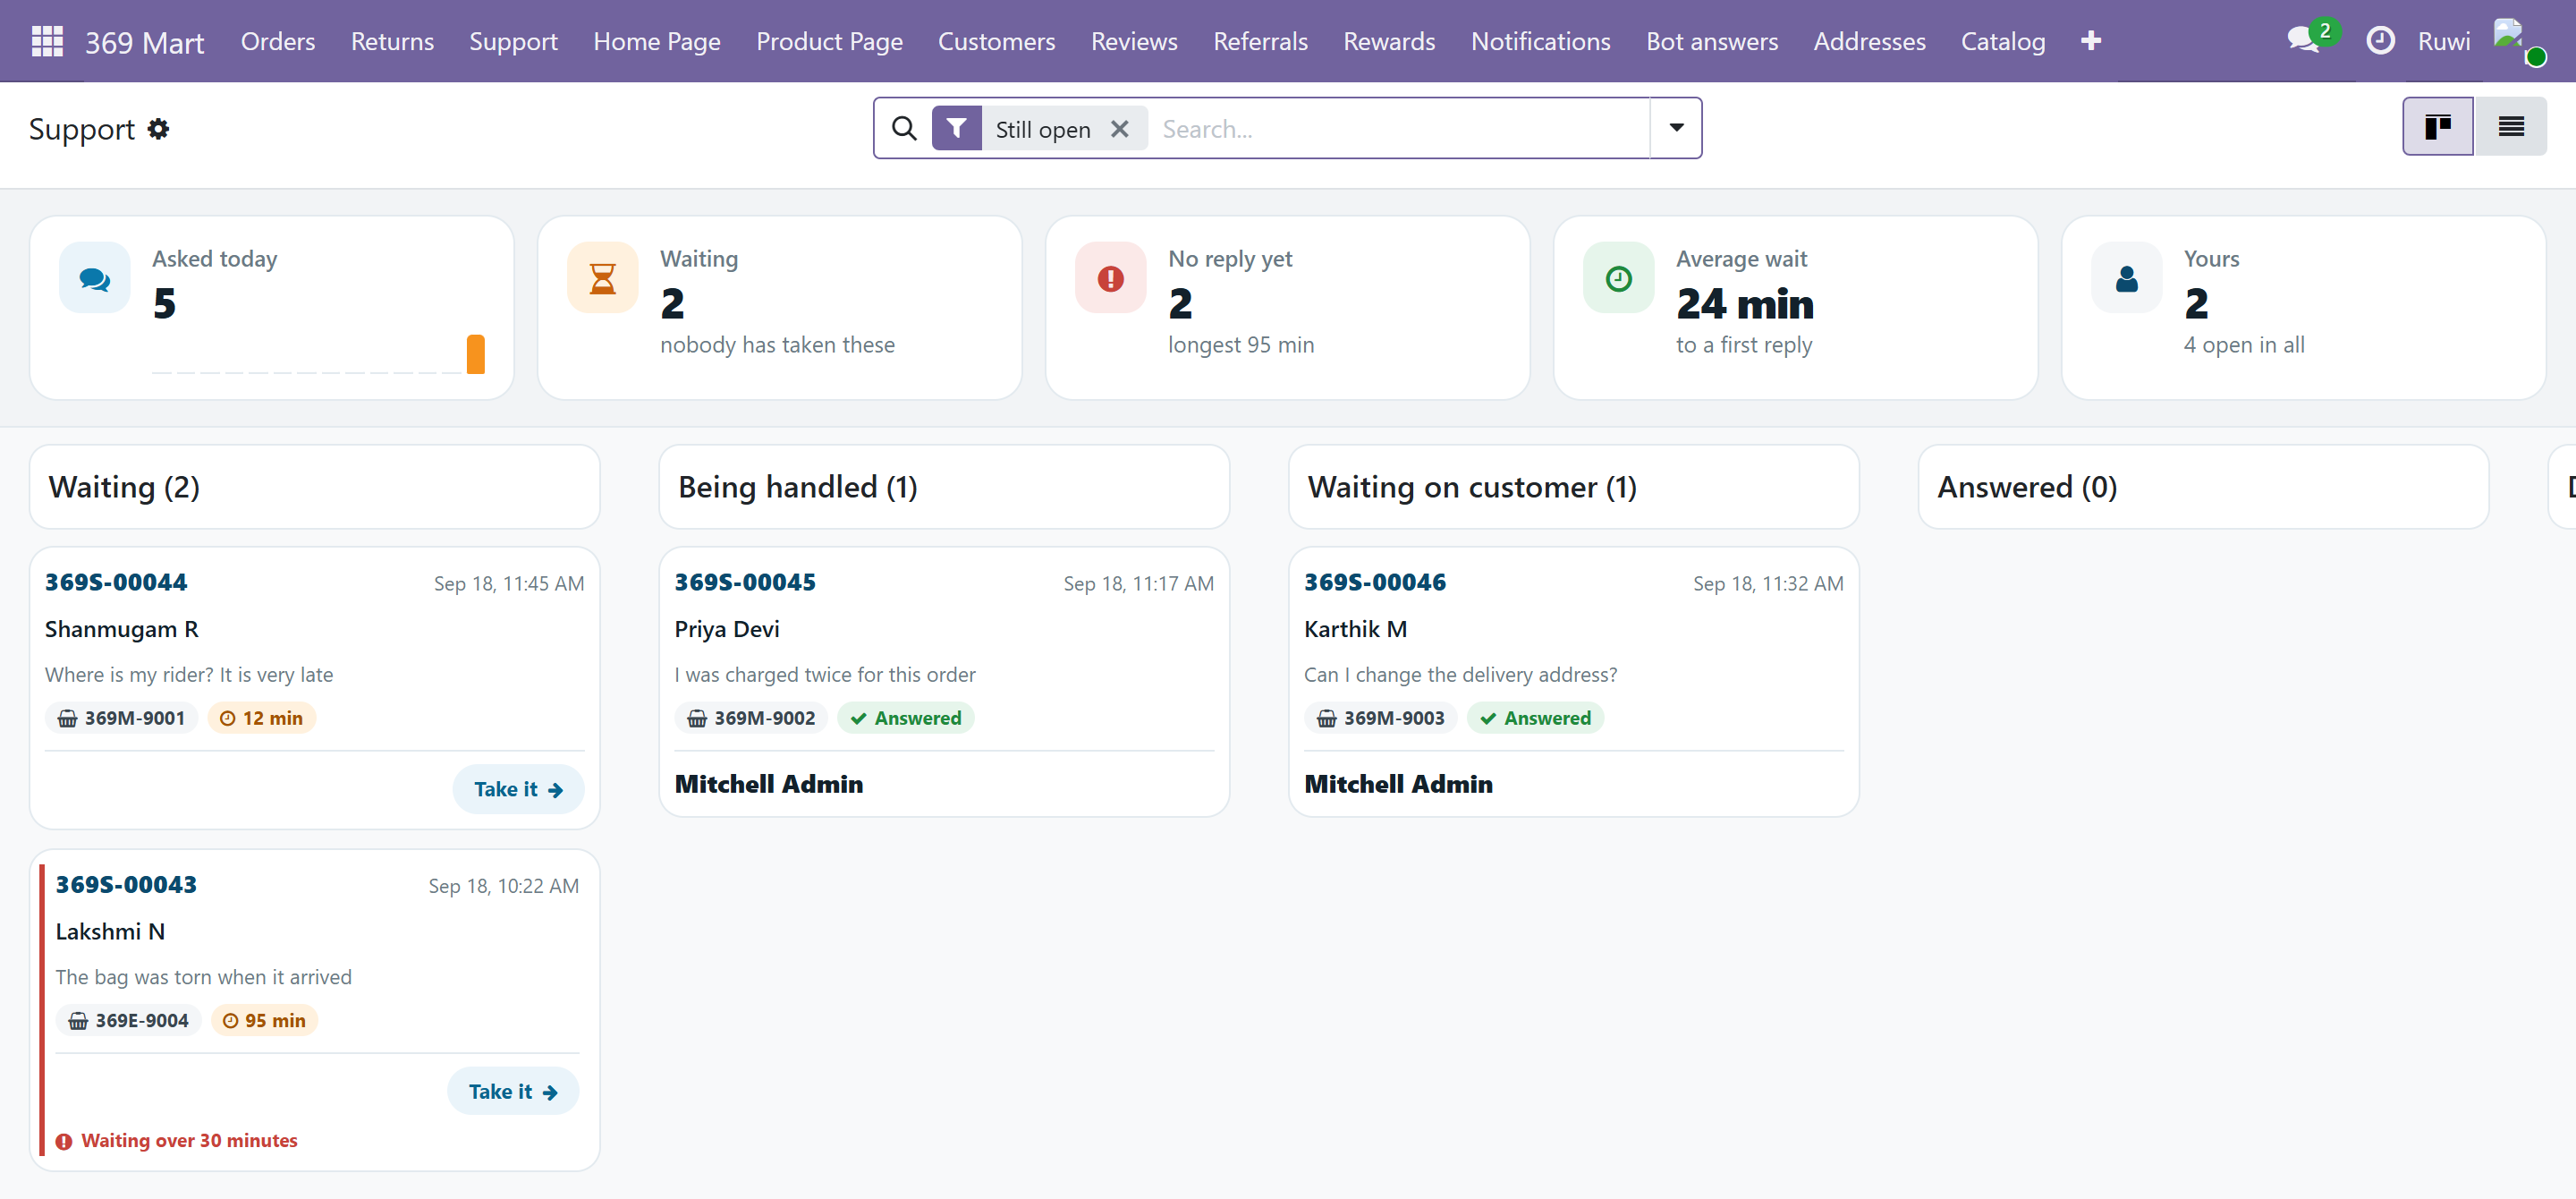 369 Mart Orders Returns Support Home Page Product Page Customers Reviews Referrals Rewards Notifications Bot answers Addresses Catalog 2 Ruwi
Support Still open Search...
Asked today
5
Waiting
2
nobody has taken these
No reply yet
2
longest 95 min
Average wait
24 min
to a first reply
Yours
2
4 open in all
Waiting (2)
369S-00044 Sep 18, 11:45 AM
Shanmugam R
Where is my rider? It is very late
369M-9001 12 min
Take it
369S-00043 Sep 18, 10:22 AM
Lakshmi N
The bag was torn when it arrived
369E-9004 95 min
Take it
Waiting over 30 minutes
Being handled (1)
369S-00045 Sep 18, 11:17 AM
Priya Devi
I was charged twice for this order
369M-9002 Answered
Mitchell Admin
Waiting on customer (1)
369S-00046 Sep 18, 11:32 AM
Karthik M
Can I change the delivery address?
369M-9003 Answered
Mitchell Admin
Answered (0)